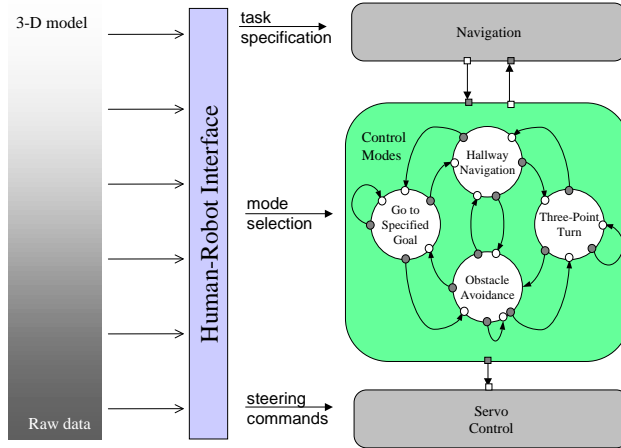 3-D model
Raw data
Human-Robot Interface
task
specification
mode
selection
steering
commands
Navigation
Control
Modes
Hallway
Navigation
Go to
Specified
Goal
Three-Point
Turn
Obstacle
Avoidance
Servo
Control